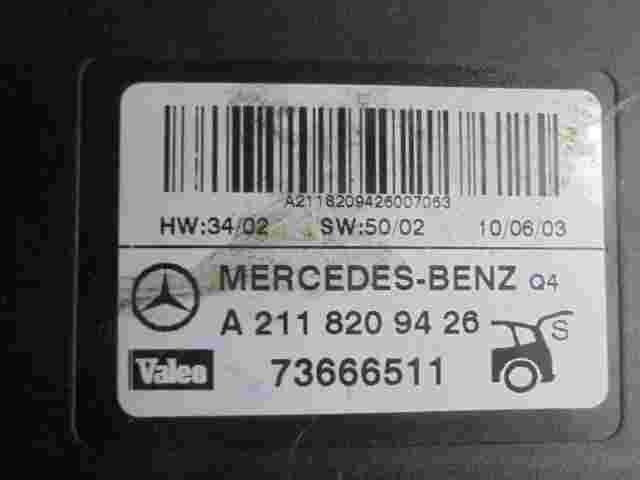 A2118209426007063
HW:34/02 SW:50/02 10/06/03
MERCEDES-BENZ Q4
A 211 820 94 26
Valeo 73666511
S